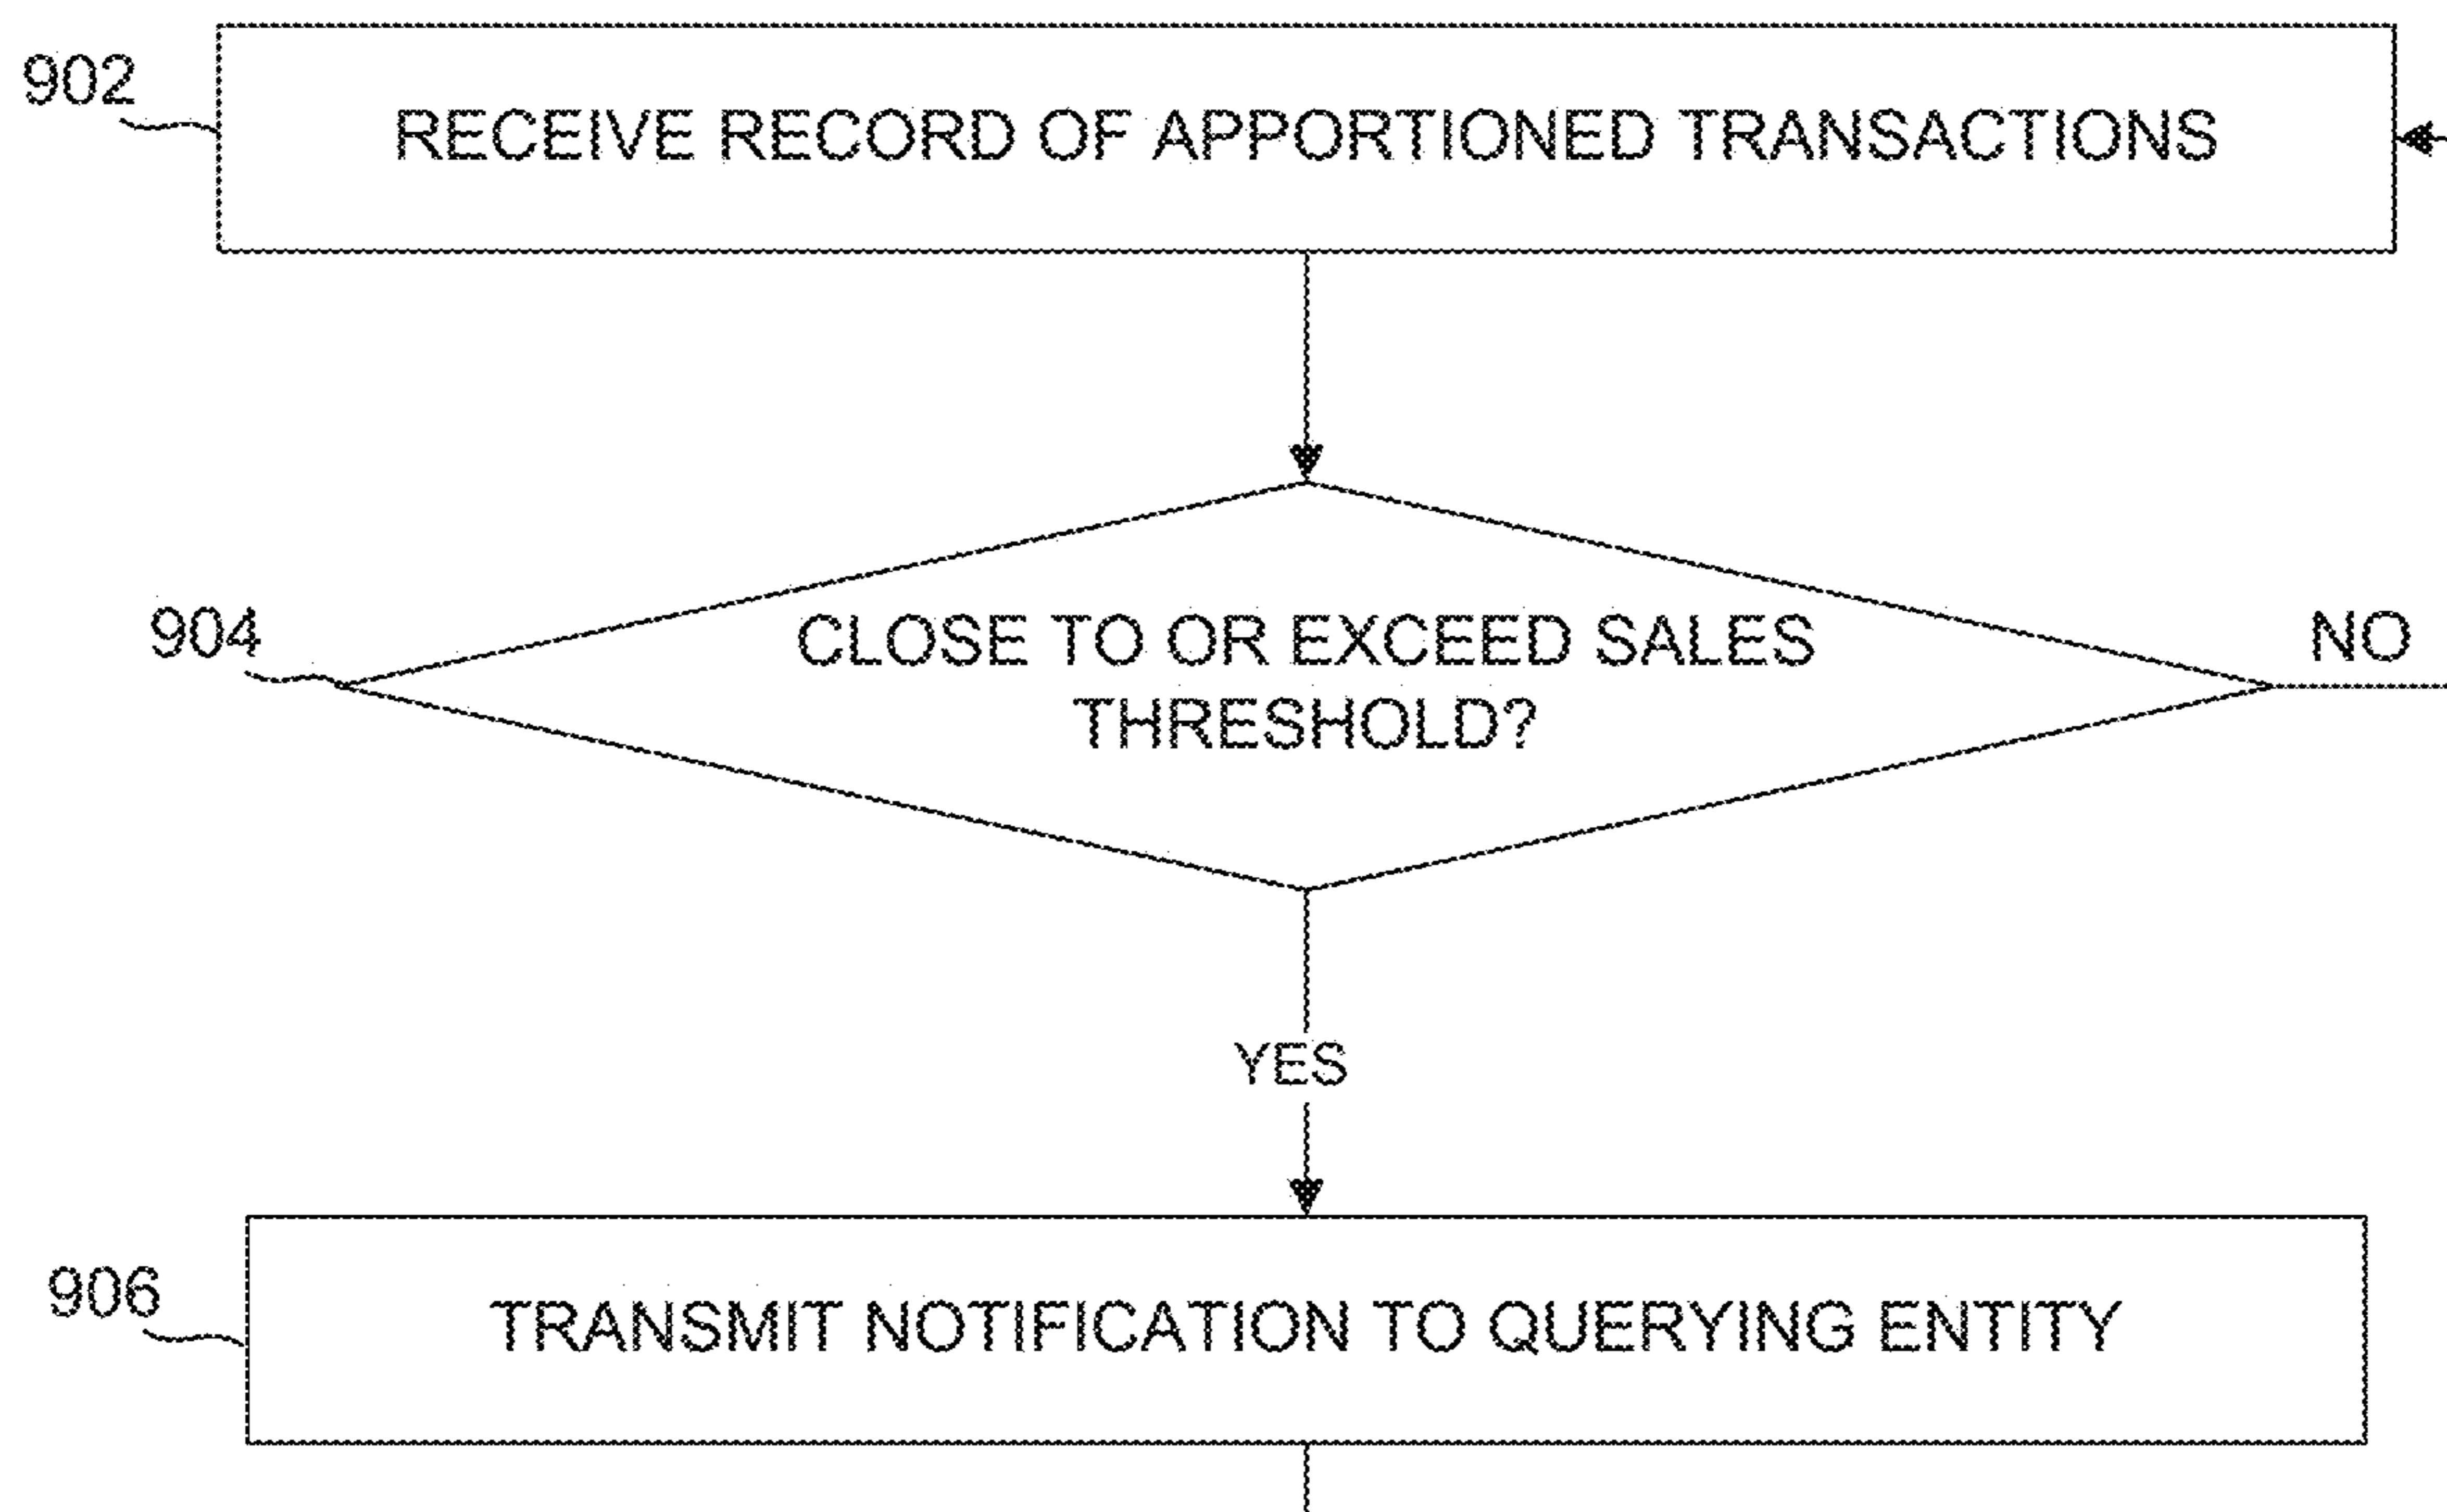 902
RECEIVE RECORD OF APPORTIONED TRANSACTIONS
904
CLOSE TO OR EXCEED SALES
THRESHOLD?
NO
YES
906
TRANSMIT NOTIFICATION TO QUERYING ENTITY